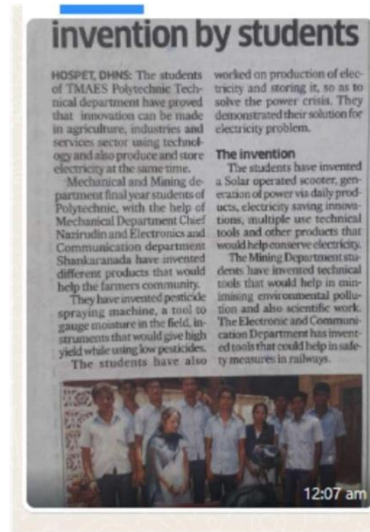 invention by students
HOSPET, DHNS: The students
of TMAES Polytechnic Tech-
nical department have proved
that innovation can be made
in agriculture, industries and
services sector using technol-
ogy and also produce and store
electricity at the same time.
Mechanical and Mining de-
partment final year students of
Polytechnic, with the help of
Mechanical Department Chief
Nazirudin and Electronics and
Communication department
Shankaranada have invented
different products that would
help the farmers community.
They have invented pesticide
spraying machine, a tool to
gauge moisture in the field, in-
struments that would give high
yield while using low pesticides.
The students have also
worked on production of elec-
tricity and storing it, so as to
solve the power crisis. They
demonstrated their solution for
electricity problem.
The invention
The students have invented
a Solar operated scooter, gen-
eration of power via daily prod-
ucts, electricity saving innova-
tions, multiple use technical
tools and other products that
would help conserve electricity.
The Mining Department stu-
dents have invented technical
tools that would help in min-
imising environmental pollu-
tion and also scientific work.
The Electronic and Communi-
cation Department has invent-
ed tools that could help in safe-
ty measures in railways.
12:07 am